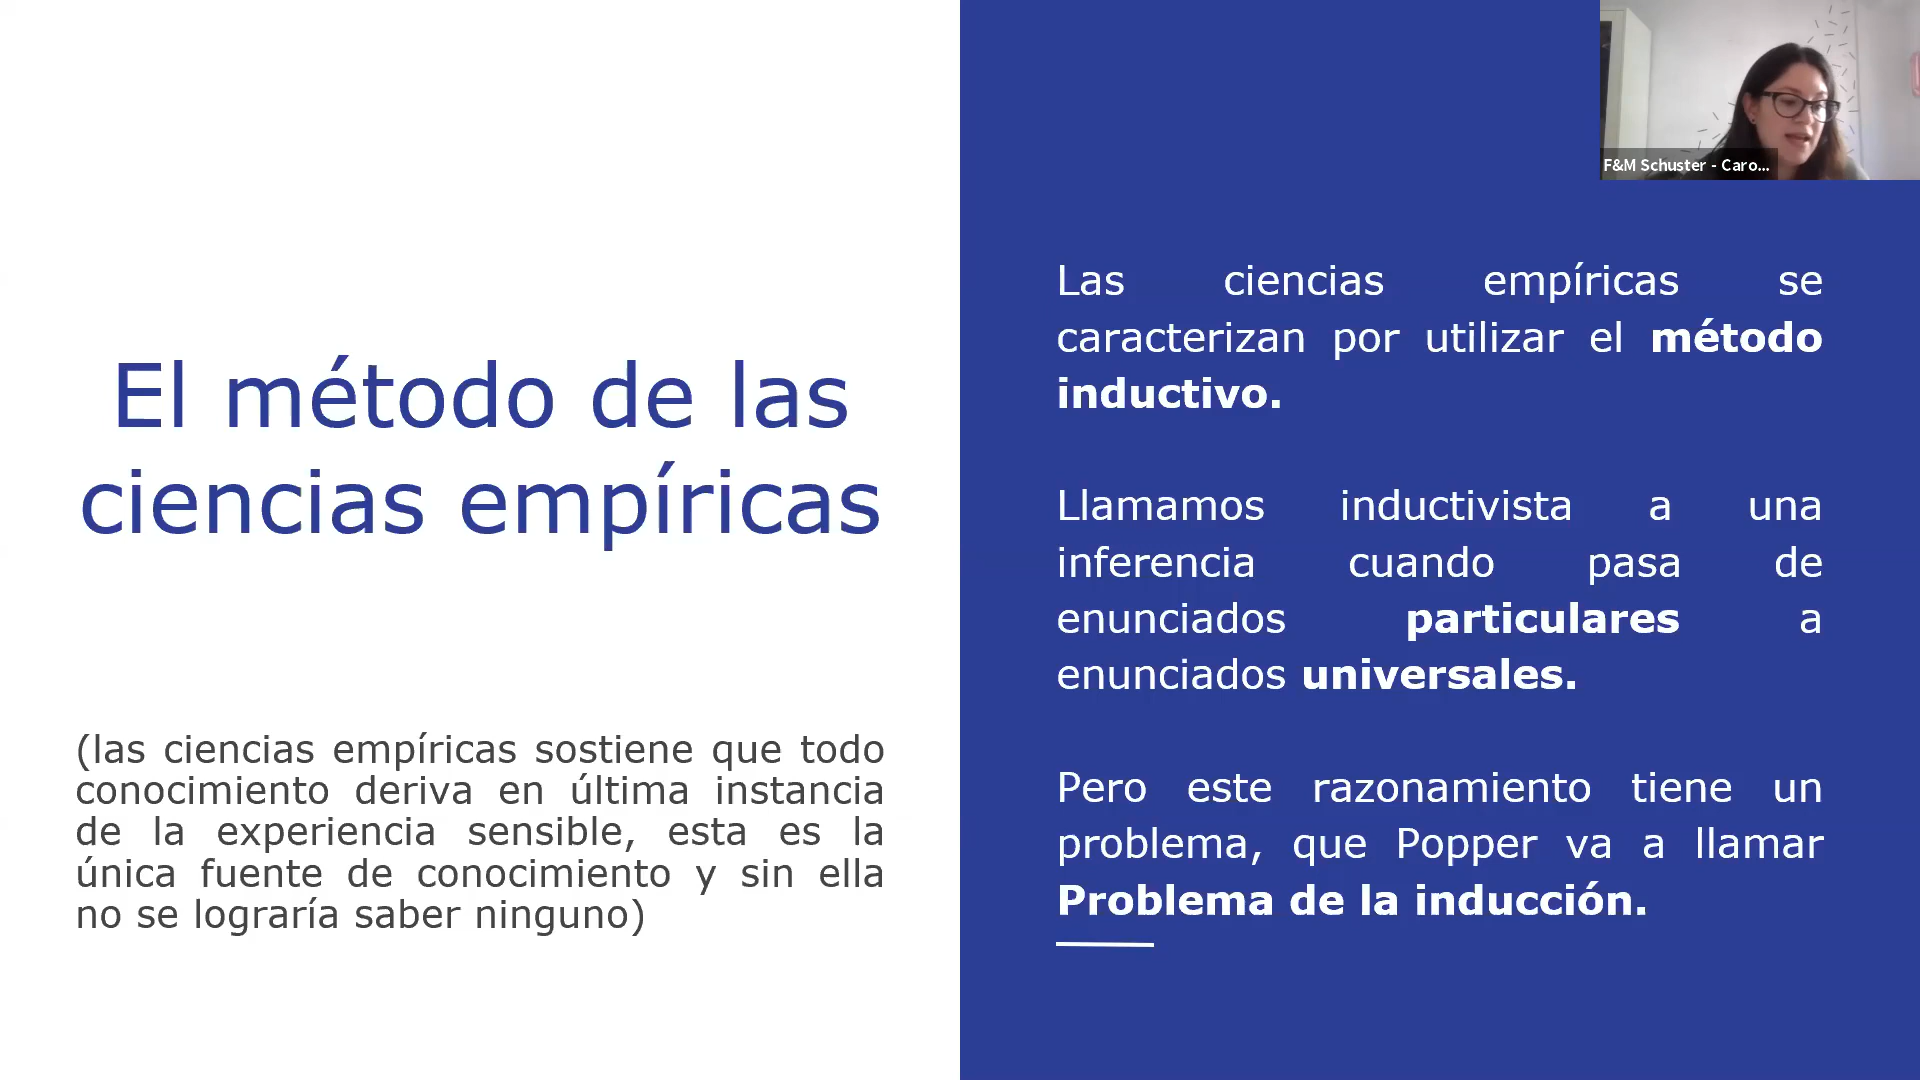 El método de las
ciencias empíricas
(las ciencias empíricas sostiene que todo
conocimiento deriva en última instancia
de la experiencia sensible, esta es la
única fuente de conocimiento y sin ella
no se lograría saber ninguno)
F&M Schuster - Caro...
Las ciencias empíricas se
caracterizan por utilizar el método
inductivo.
Llamamos inductivista a una
inferencia cuando pasa de
enunciados particulares a
enunciados universales.
Pero este razonamiento tiene un
problema, que Popper va a llamar
Problema de la inducción.